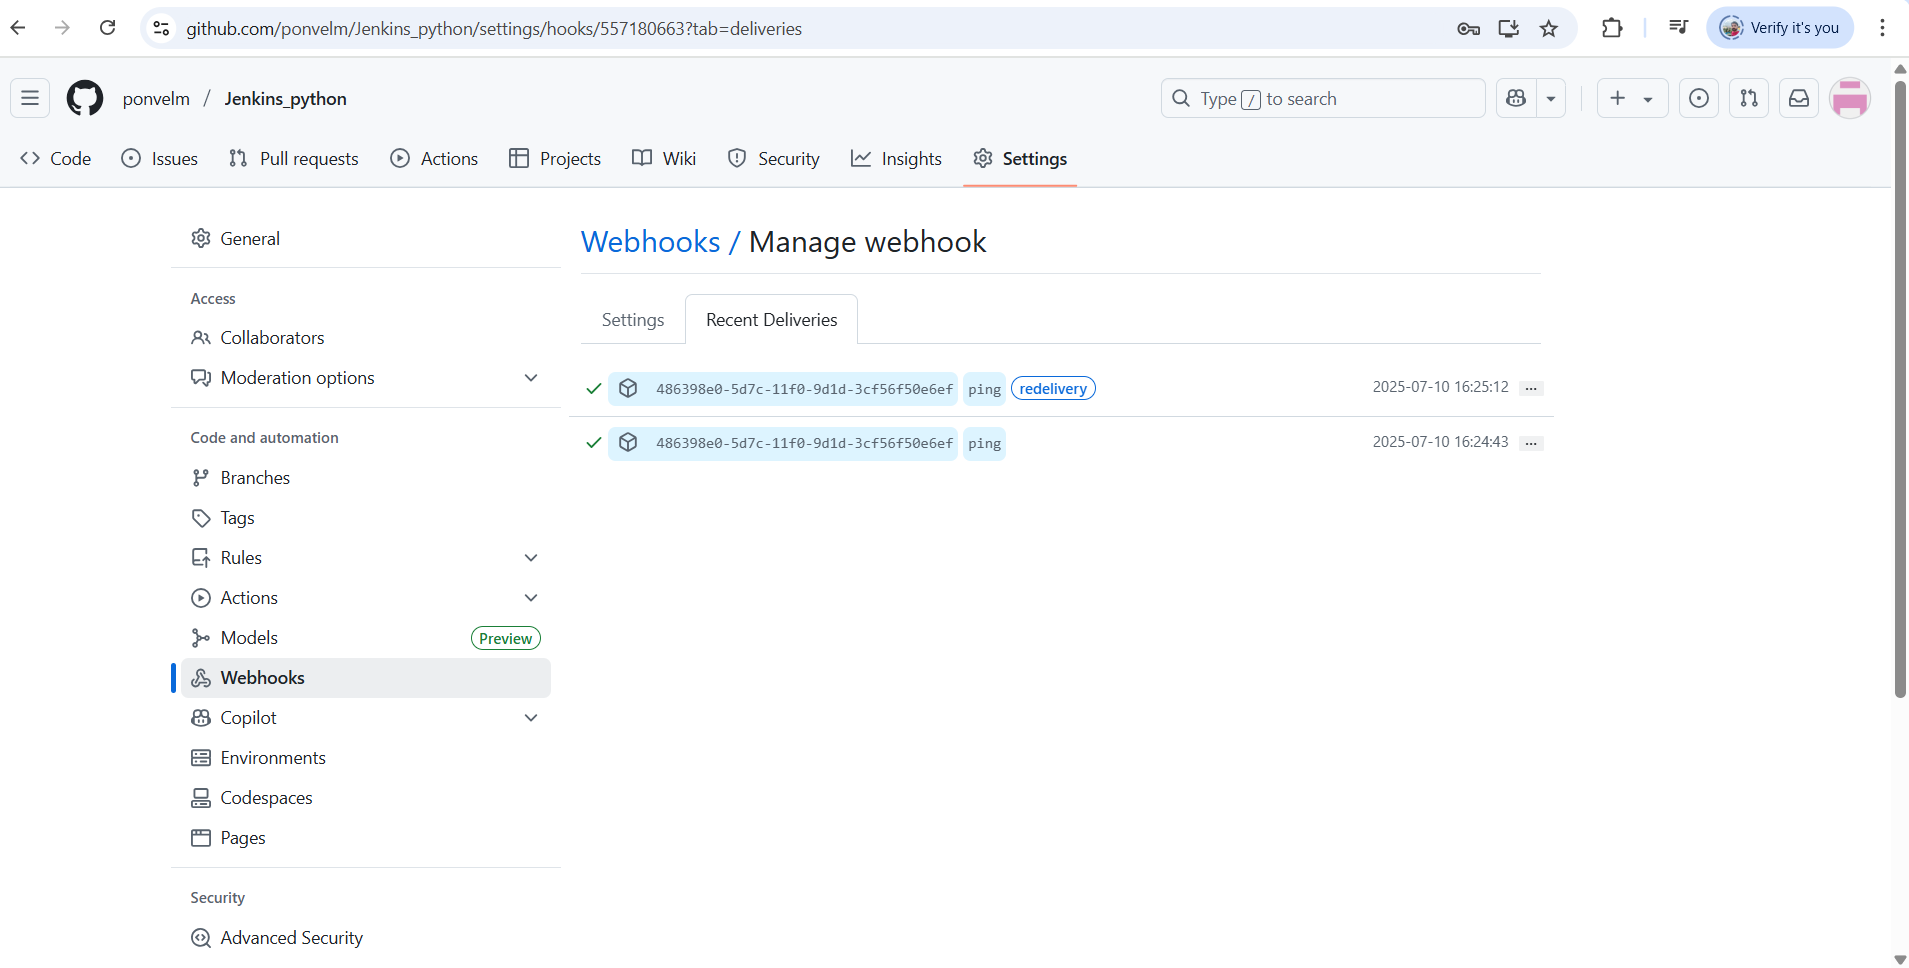 github.com/ponvelm/Jenkins_python/settings/hooks/557180663?tab=deliveries
Verify it's you
ponvelm / Jenkins_python
Type / to search
Code
Issues
Pull requests
Actions
Projects
Wiki
Security
Insights
Settings
General
Access
Collaborators
Moderation options
Code and automation
Branches
Tags
Rules
Actions
Models Preview
Webhooks
Copilot
Environments
Codespaces
Pages
Security
Advanced Security
Webhooks / Manage webhook
Settings
Recent Deliveries
486398e0-5d7c-11f0-9d1d-3cf56f50e6ef ping redelivery 2025-07-10 16:25:12 ...
486398e0-5d7c-11f0-9d1d-3cf56f50e6ef ping 2025-07-10 16:24:43 ...